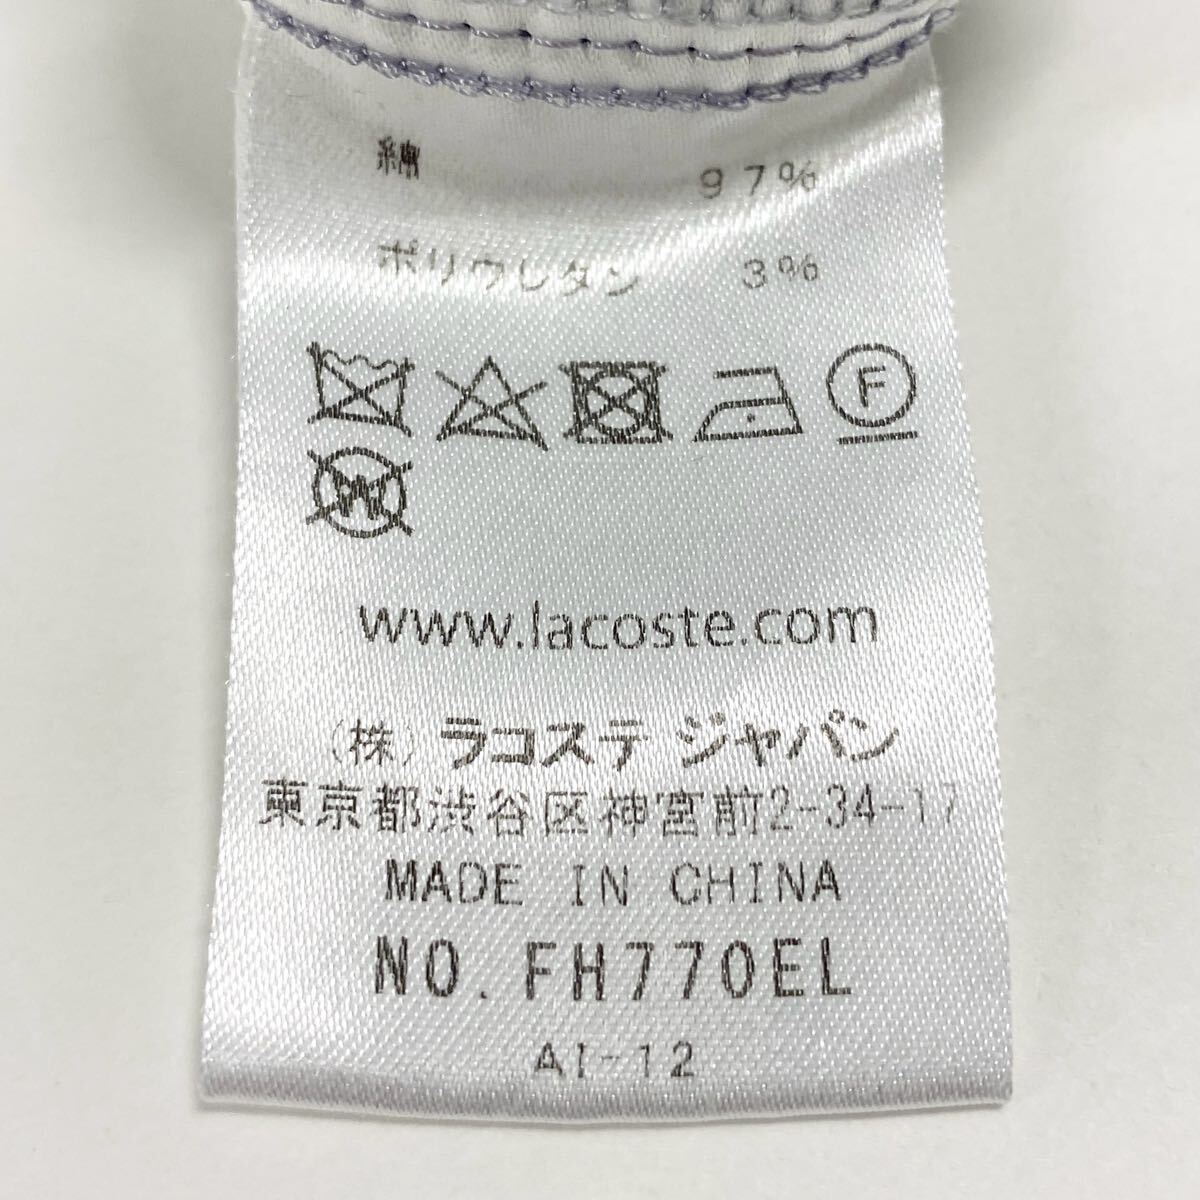 綿 97%
ポリウレタン 3%
F
W
www.lacoste.com
(株) ラコステ ジャパン
東京都渋谷区神宮前2-34-17
MADE IN CHINA
NO. FH770EL
AI-12